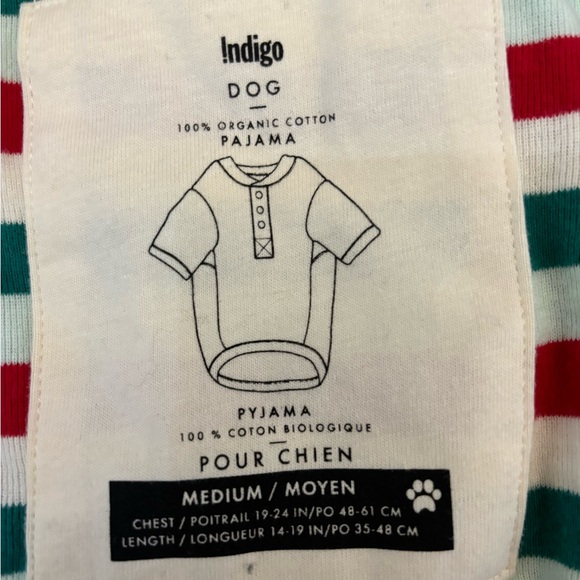 !ndigo
DOG
100% ORGANIC COTTON
PAJAMA
PYJAMA
100 % COTON BIOLOGIQUE
POUR CHIEN
MEDIUM / MOYEN
CHEST / POITRAIL 19-24 IN/PO 48-61 CM
LENGTH / LONGUEUR 14-19 IN/PO 35-48 CM